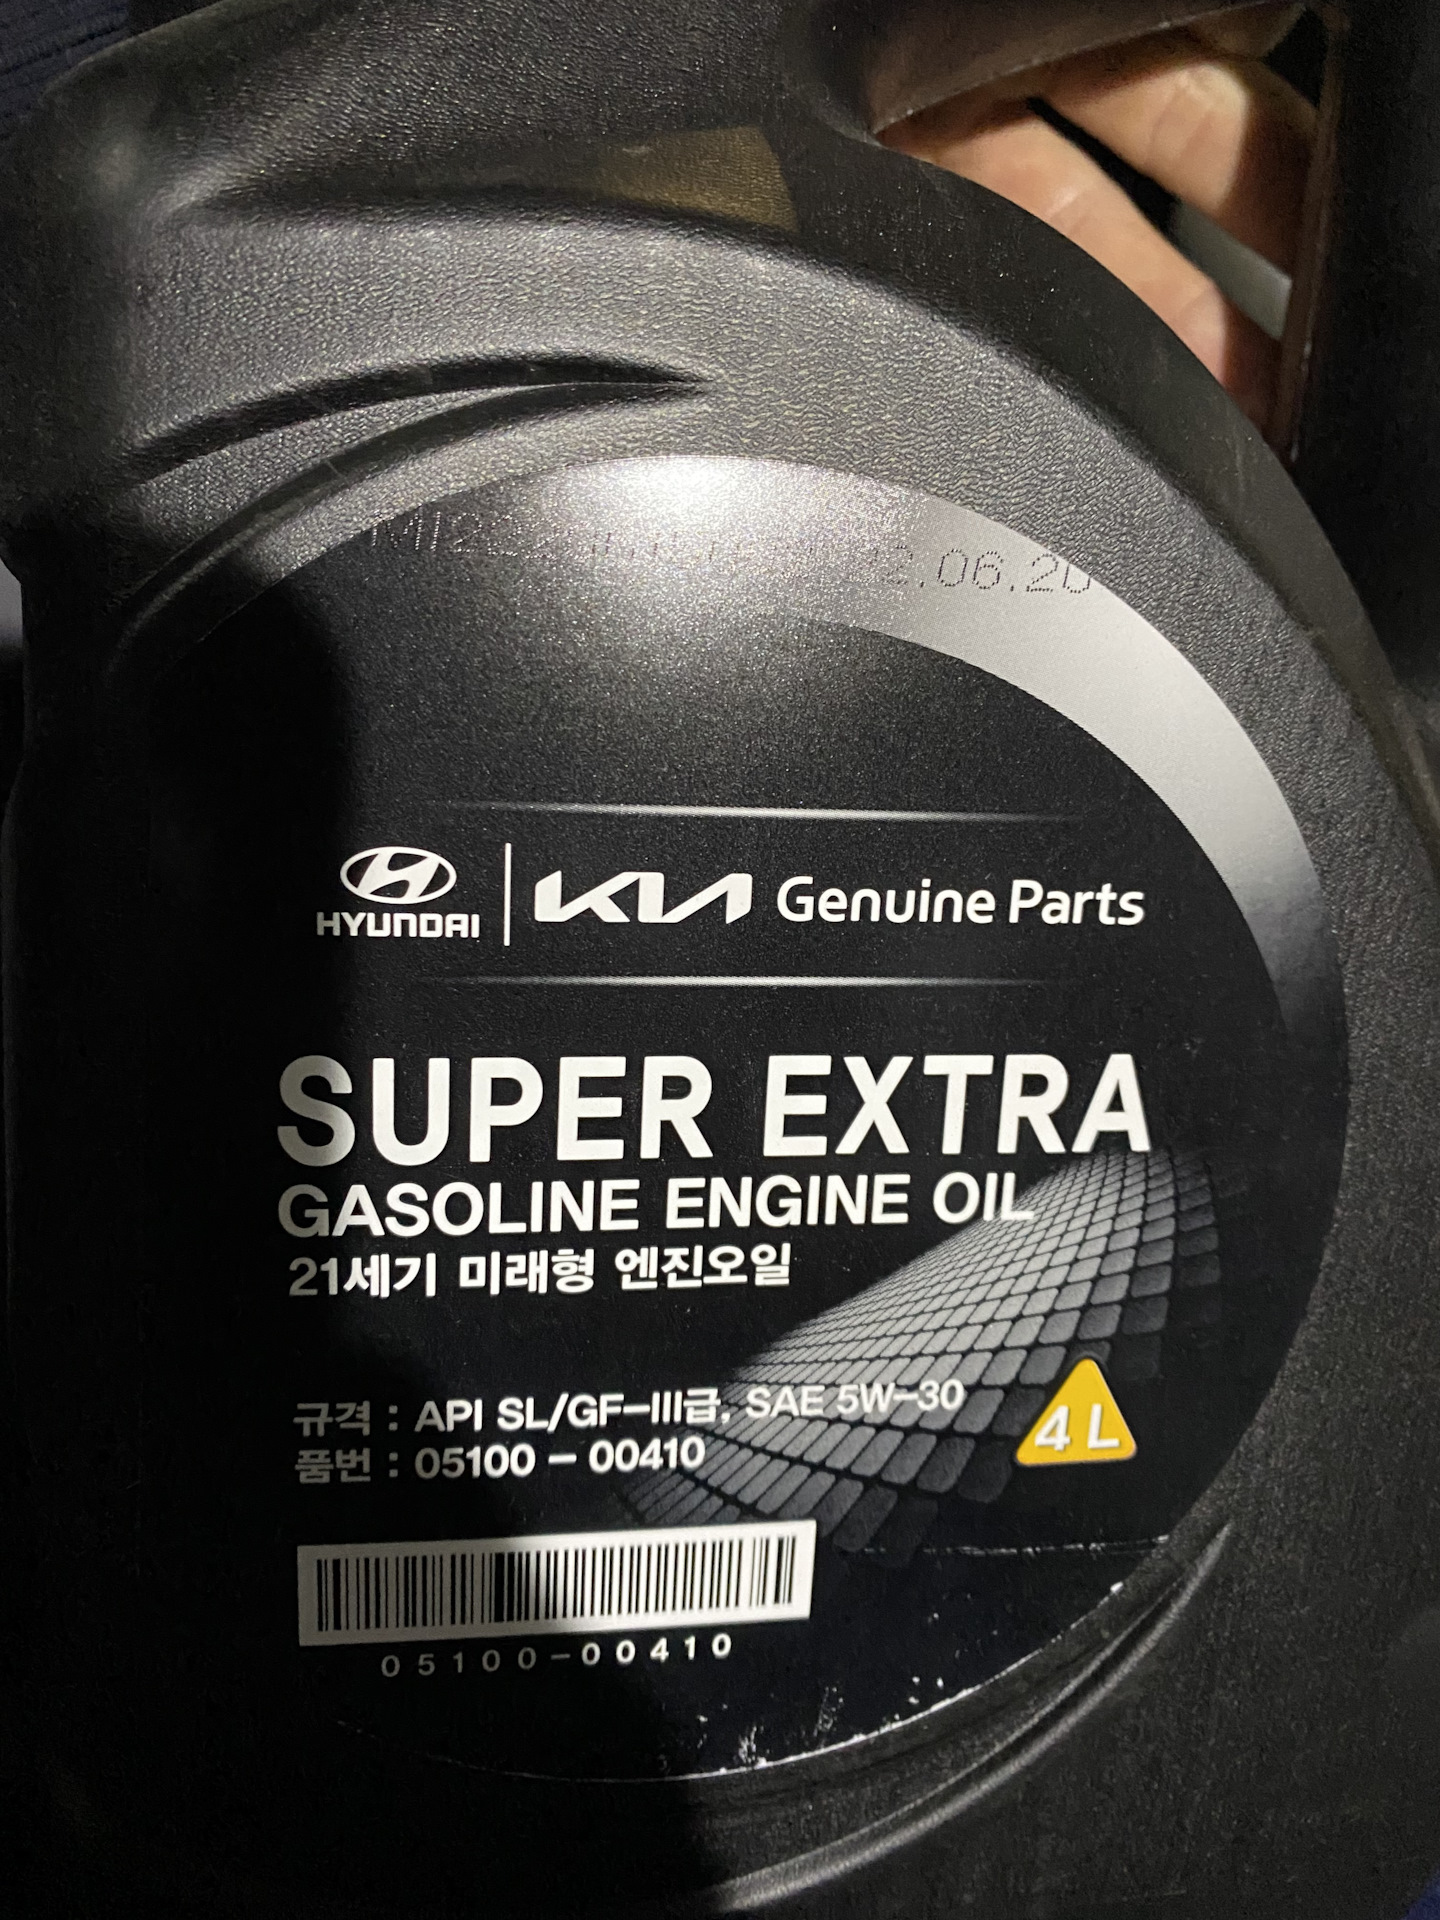 22.06.20
HYUNDAI KIA Genuine Parts
SUPER EXTRA
GASOLINE ENGINE OIL
21세기 미래형 엔진오일
규격 : API SL/GF-III급, SAE 5W-30
품번 : 05100 - 00410
4 L
05100-00410